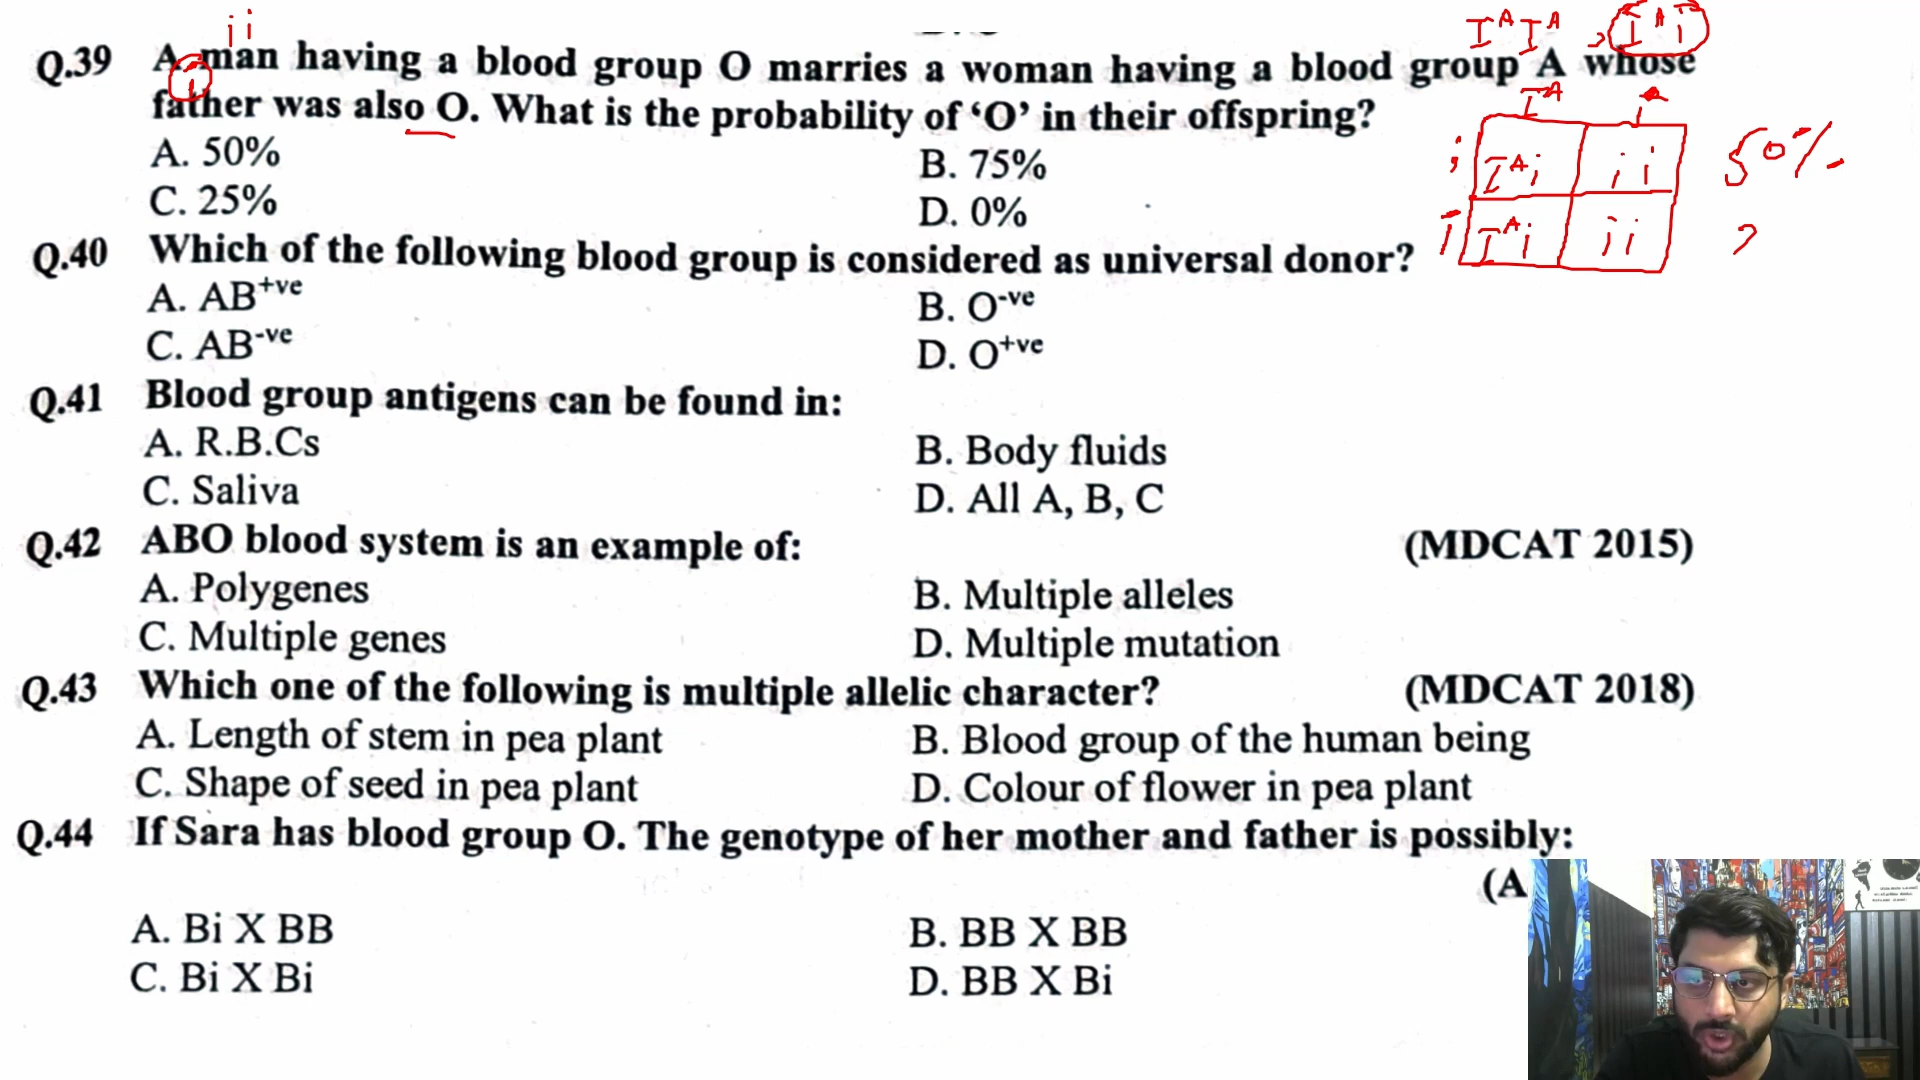 ii
I^A I^A , I^A i
Q.39 A man having a blood group O marries a woman having a blood group A whose
i
father was also O. What is the probability of ‘O’ in their offspring?
I^A i
A. 50%
B. 75%
i I^A i ii 50%
C. 25%
D. 0%
i I^A i ii
Q.40 Which of the following blood group is considered as universal donor?
A. AB+ve
B. O-ve
C. AB-ve
D. O+ve
Q.41 Blood group antigens can be found in:
A. R.B.Cs
B. Body fluids
C. Saliva
D. All A, B, C
Q.42 ABO blood system is an example of: (MDCAT 2015)
A. Polygenes
B. Multiple alleles
C. Multiple genes
D. Multiple mutation
Q.43 Which one of the following is multiple allelic character? (MDCAT 2018)
A. Length of stem in pea plant
B. Blood group of the human being
C. Shape of seed in pea plant
D. Colour of flower in pea plant
Q.44 If Sara has blood group O. The genotype of her mother and father is possibly:
(A
A. Bi X BB
B. BB X BB
C. Bi X Bi
D. BB X Bi